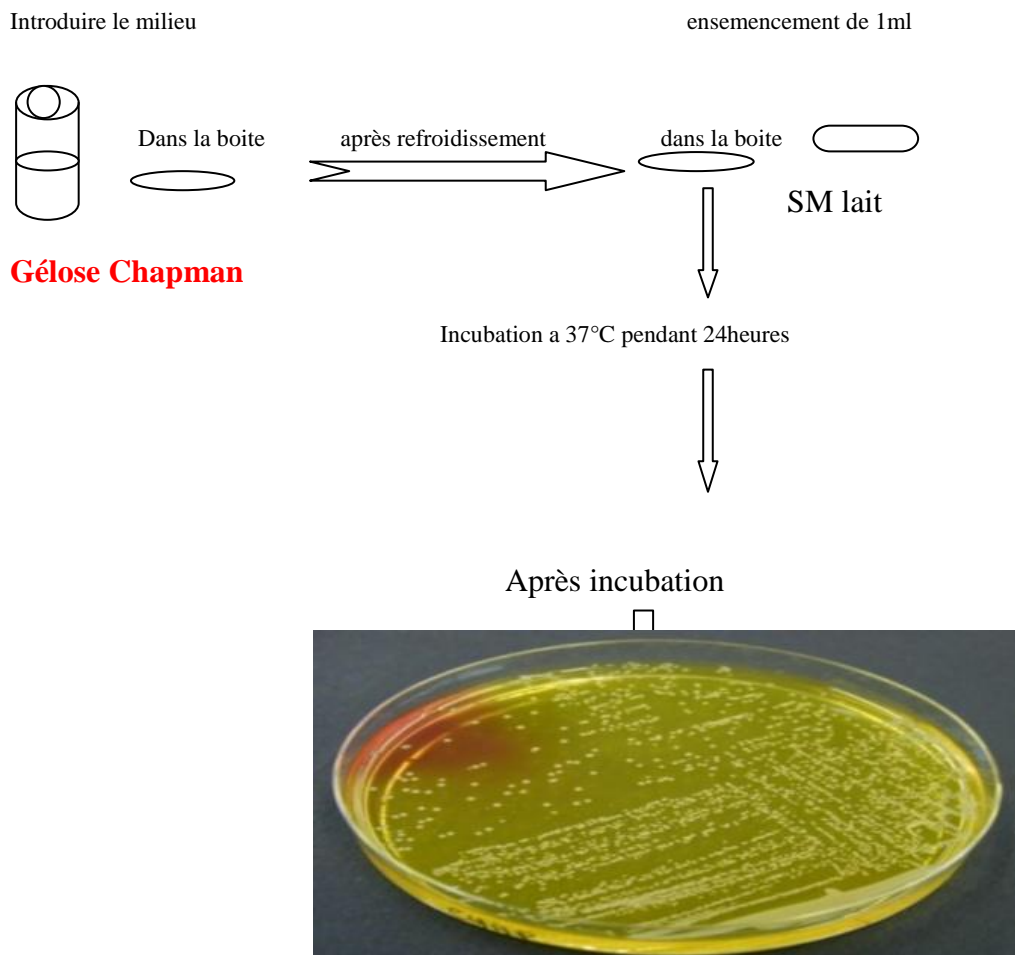 Introduire le milieu
ensemencement de 1ml
Dans la boite
après refroidissement
dans la boite
SM lait
Gélose Chapman
Incubation a 37°C pendant 24heures
Après incubation